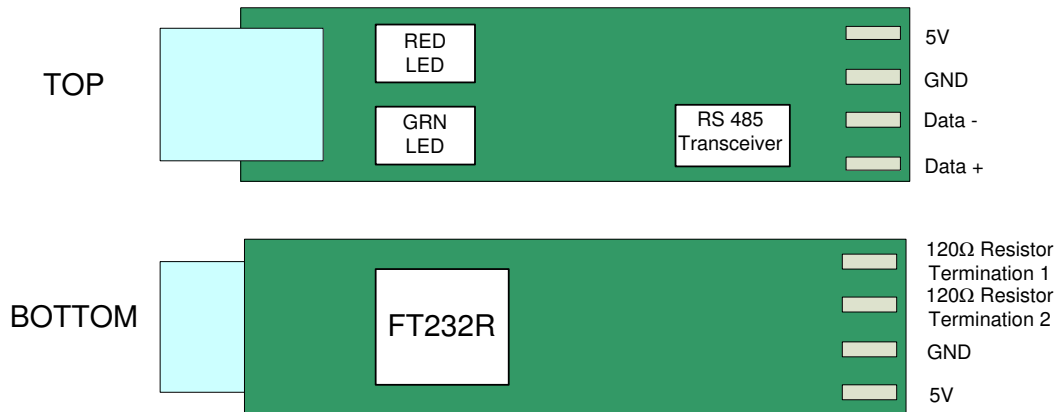 TOP
RED
LED
GRN
LED
RS 485
Transceiver
5V
GND
Data -
Data +
BOTTOM
FT232R
120Ω Resistor
Termination 1
120Ω Resistor
Termination 2
GND
5V